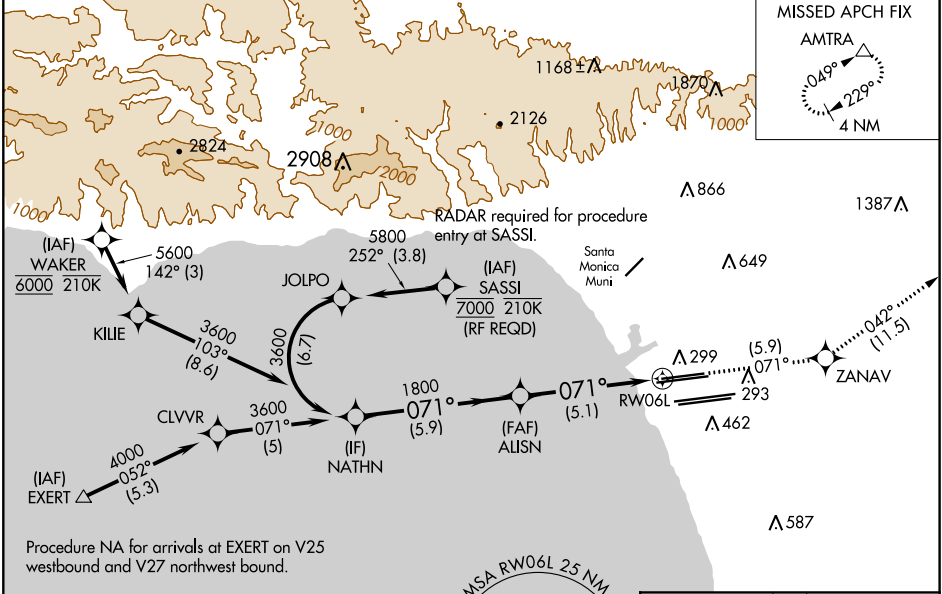 MISSED APCH FIX
AMTRA
049°
229°
4 NM
1168 ±
1870
1000
2126
1000
2824
2908
2000
1000
866
1387
RADAR required for procedure
entry at SASSI.
(IAF)
WAKER
6000 210K
5600
142° (3)
5800
252° (3.8)
(IAF)
SASSI
7000 210K
(RF REQD)
Santa
Monica
Muni
649
JOLPO
KILIE
3600
103°
(8.6)
3600
(6.7)
042°
(11.5)
299
(5.9)
071°
ZANAV
RW06L
293
462
CLVVR
3600
071°
(5)
1800
071°
(5.9)
071°
(5.1)
(IF)
NATHN
(FAF)
ALISN
4000
052°
(5.3)
(IAF)
EXERT
587
Procedure NA for arrivals at EXERT on V25
westbound and V27 northwest bound.
MSA RW06L 25 NM